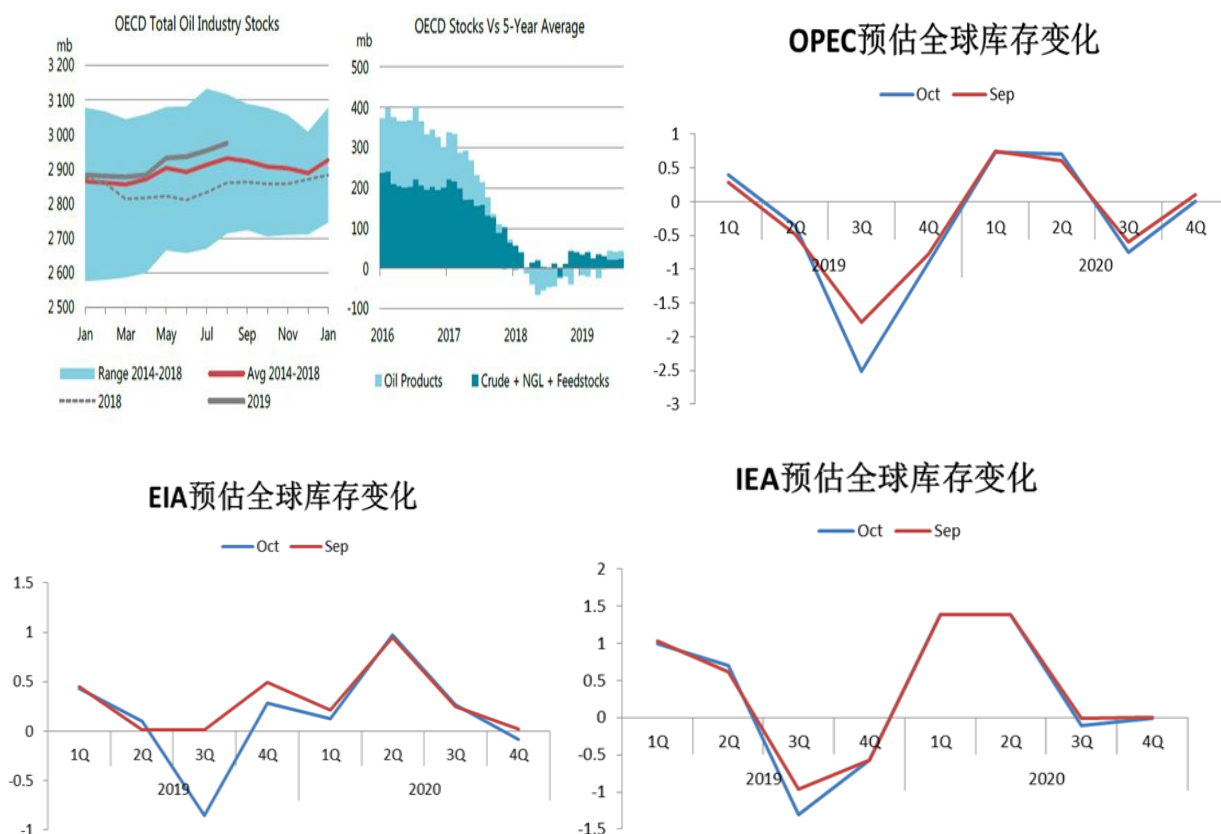 OECD Total Oil Industry Stocks
mb
3 200
3 100
3 000
2 900
2 800
2 700
2 600
2 500
Jan Mar May Jul Sep Nov Jan
Range 2014-2018 Avg 2014-2018
2018 2019
OECD Stocks Vs 5-Year Average
mb
500
400
300
200
100
0
-100
2016 2017 2018 2019
Oil Products Crude + NGL + Feedstocks
OPEC预估全球库存变化
Oct Sep
1
0.5
0
-0.5
-1
-1.5
-2
-2.5
-3
1Q 2Q 3Q 4Q 1Q 2Q 3Q 4Q
2019 2020
EIA预估全球库存变化
Oct Sep
1.5
1
0.5
0
-0.5
-1
1Q 2Q 3Q 4Q 1Q 2Q 3Q 4Q
2019 2020
IEA预估全球库存变化
Oct Sep
2
1.5
1
0.5
0
-0.5
-1
-1.5
1Q 2Q 3Q 4Q 1Q 2Q 3Q 4Q
2019 2020